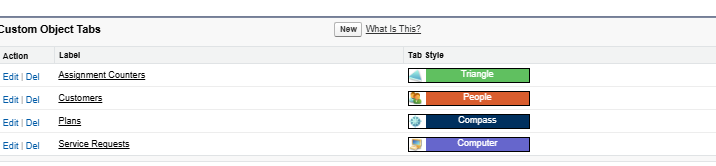 Custom Object Tabs New What Is This?
Action Label Tab Style
Edit | Del Assignment Counters Triangle
Edit | Del Customers People
Edit | Del Plans Compass
Edit | Del Service Requests Computer